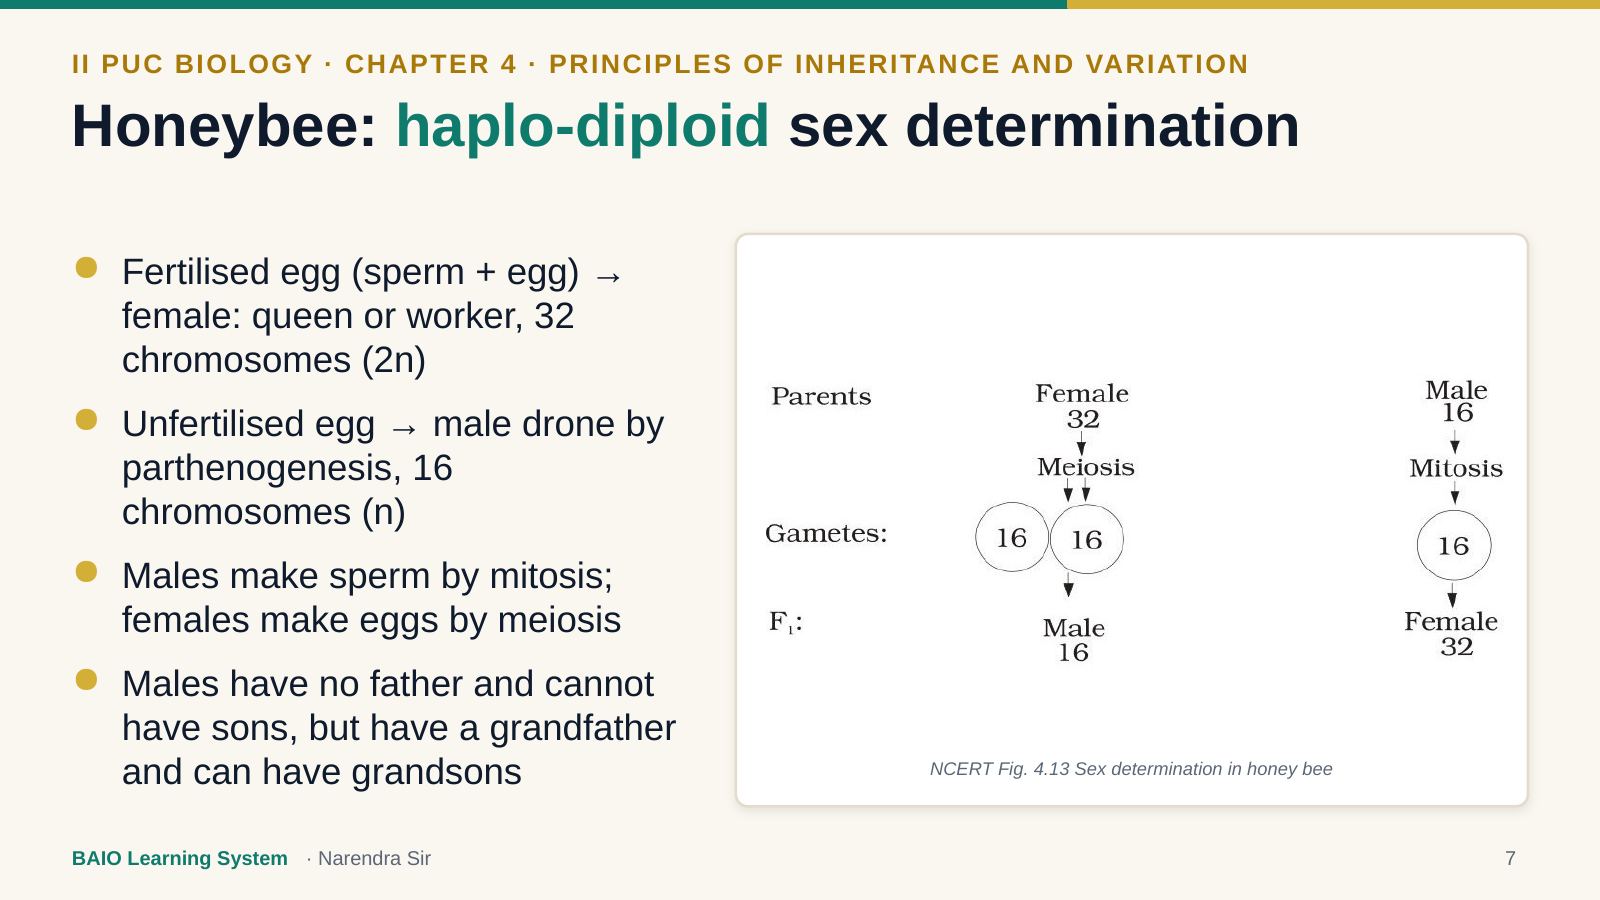 II PUC BIOLOGY · CHAPTER 4 · PRINCIPLES OF INHERITANCE AND VARIATION
Honeybee: haplo-diploid sex determination
Fertilised egg (sperm + egg) →
female: queen or worker, 32
chromosomes (2n)
Unfertilised egg → male drone by
parthenogenesis, 16
chromosomes (n)
Males make sperm by mitosis;
females make eggs by meiosis
Males have no father and cannot
have sons, but have a grandfather
and can have grandsons
Parents Female Male
32 16
Meiosis Mitosis
Gametes: 16 16 16
F₁: Male Female
16 32
NCERT Fig. 4.13 Sex determination in honey bee
BAIO Learning System · Narendra Sir 7